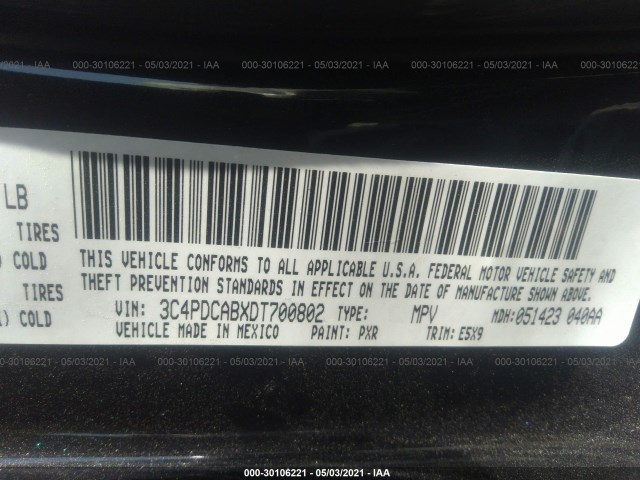 000-30106221 - 05/03/2021 - IAA
LB
TIRES
COLD
TIRES
COLD
THIS VEHICLE CONFORMS TO ALL APPLICABLE U.S.A. FEDERAL MOTOR VEHICLE SAFETY AND
THEFT PREVENTION STANDARDS IN EFFECT ON THE DATE OF MANUFACTURE SHOWN ABOVE.
VIN: 3C4PDCABXDT700802 TYPE: MPV MDH:051423 040AA
VEHICLE MADE IN MEXICO PAINT: PXR TRIM: E5X9
000-30106221 - 05/03/2021 - IAA
000-30106221 - 05/03/2021 - IAA